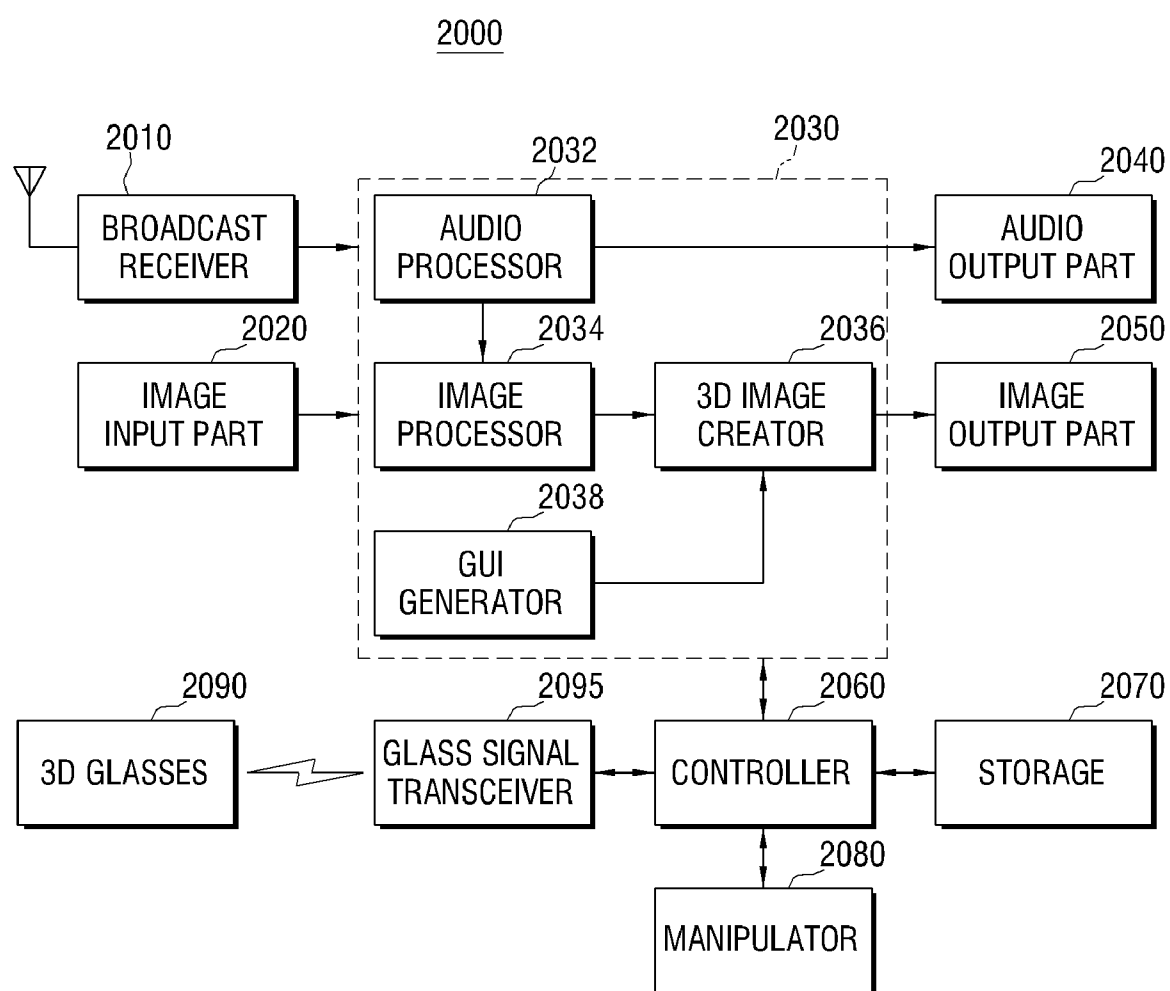 2000
2010
2032
2030
2040
BROADCAST
RECEIVER
AUDIO
PROCESSOR
AUDIO
OUTPUT PART
2020
2034
2036
2050
IMAGE
INPUT PART
IMAGE
PROCESSOR
3D IMAGE
CREATOR
IMAGE
OUTPUT PART
2038
GUI
GENERATOR
2090
2095
2060
2070
3D GLASSES
GLASS SIGNAL
TRANSCEIVER
CONTROLLER
STORAGE
2080
MANIPULATOR